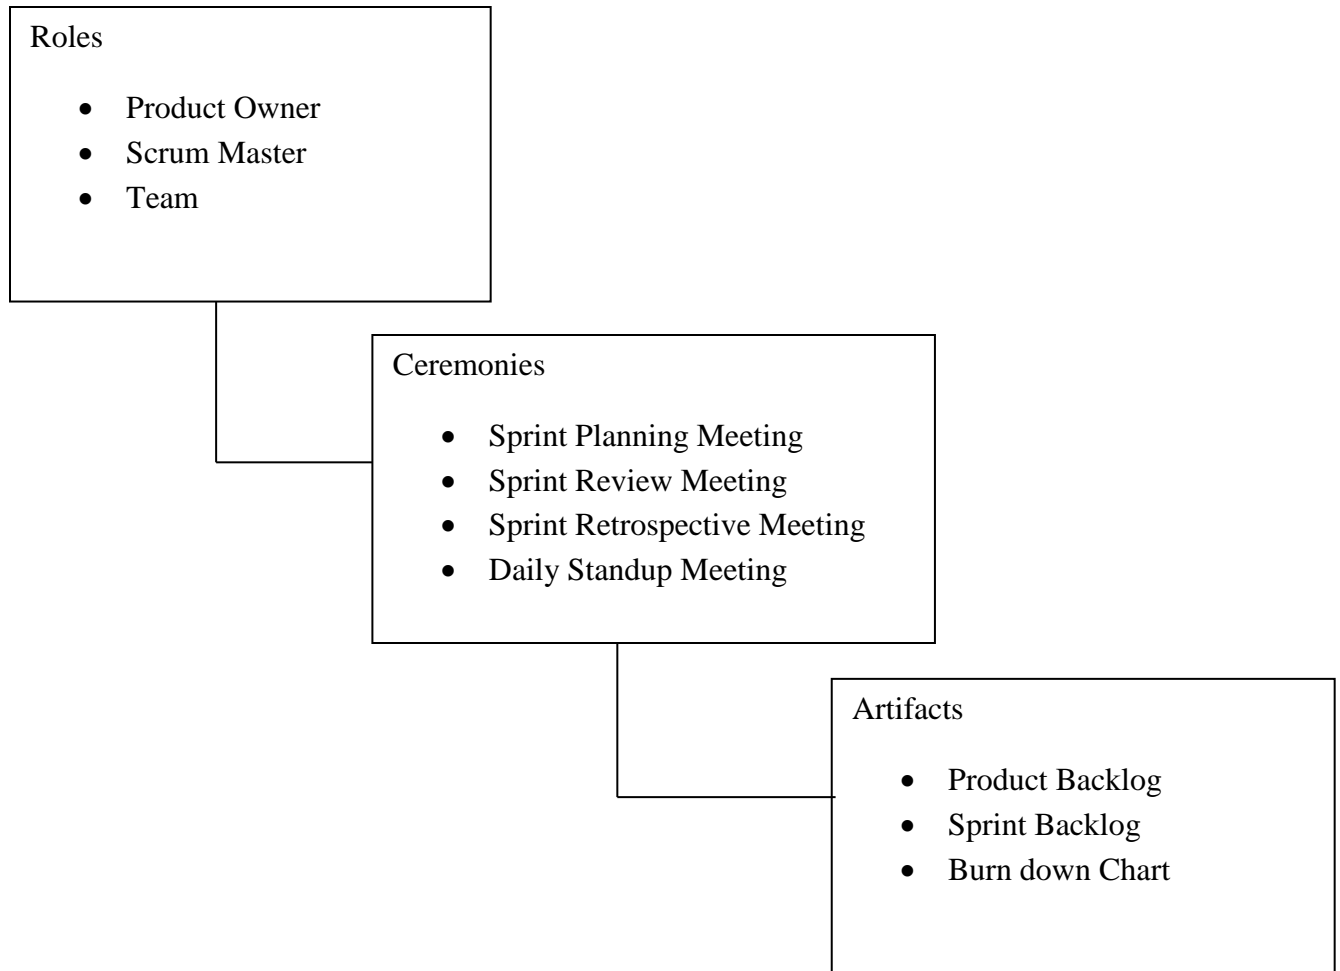 Roles
• Product Owner
• Scrum Master
• Team
Ceremonies
• Sprint Planning Meeting
• Sprint Review Meeting
• Sprint Retrospective Meeting
• Daily Standup Meeting
Artifacts
• Product Backlog
• Sprint Backlog
• Burn down Chart